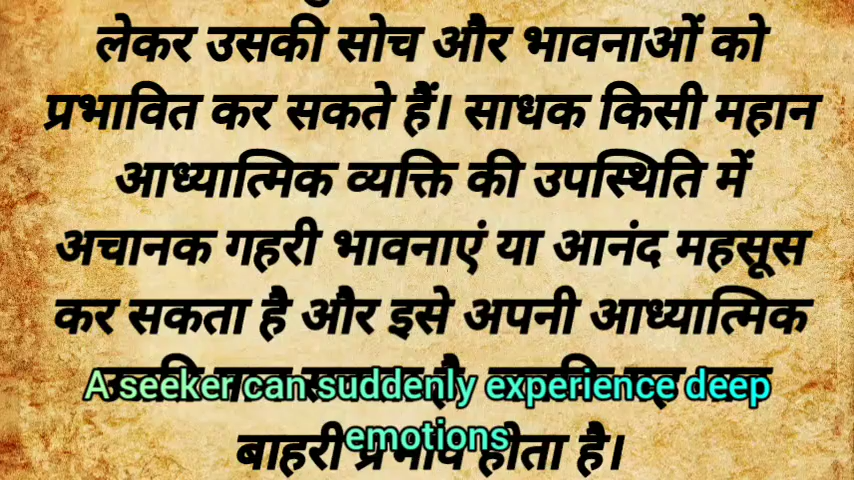 लेकर उसकी सोच और भावनाओं को
प्रभावित कर सकते हैं। साधक किसी महान
आध्यात्मिक व्यक्ति की उपस्थिति में
अचानक गहरी भावनाएं या आनंद महसूस
कर सकता है और इसे अपनी आध्यात्मिक
A seeker can suddenly experience deep
emotions
बाहरी होता है।